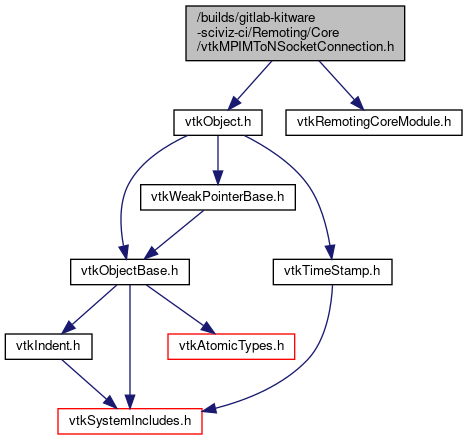 /builds/gitlab-kitware
-sciviz-ci/Remoting/Core
/vtkMPIMToNSocketConnection.h
vtkObject.h
vtkRemotingCoreModule.h
vtkWeakPointerBase.h
vtkObjectBase.h
vtkTimeStamp.h
vtkIndent.h
vtkAtomicTypes.h
vtkSystemIncludes.h